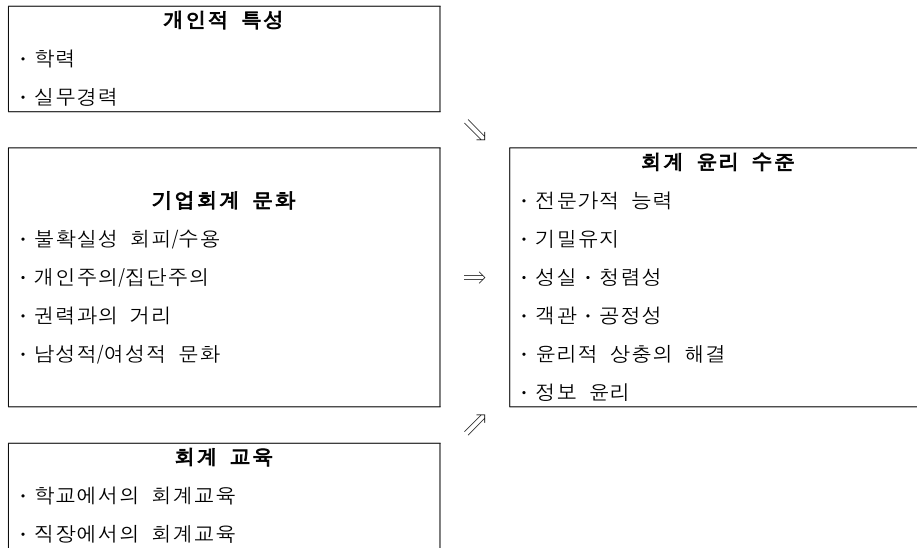 개인적 특성
· 학력
· 실무경력
⇘
기업회계 문화
· 불확실성 회피/수용
· 개인주의/집단주의
· 권력과의 거리
· 남성적/여성적 문화
⇒
회계 윤리 수준
· 전문가적 능력
· 기밀유지
· 성실·청렴성
· 객관·공정성
· 윤리적 상충의 해결
· 정보 윤리
⇗
회계 교육
· 학교에서의 회계교육
· 직장에서의 회계교육